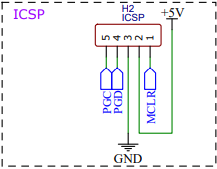 ICSP
H2
ICSP
+5V
5 4 3 2 1
PGC
PGD
MCLR
GND